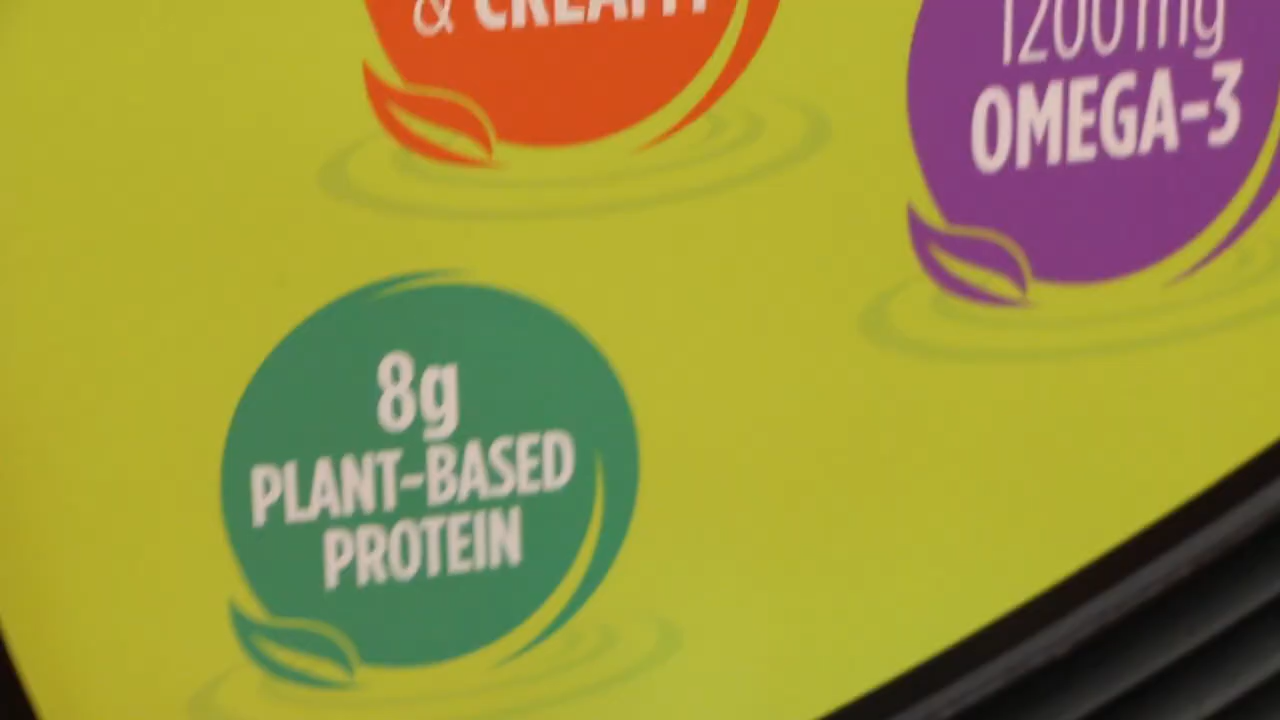 & CREAMY
1200mg
OMEGA-3
8g
PLANT-BASED
PROTEIN